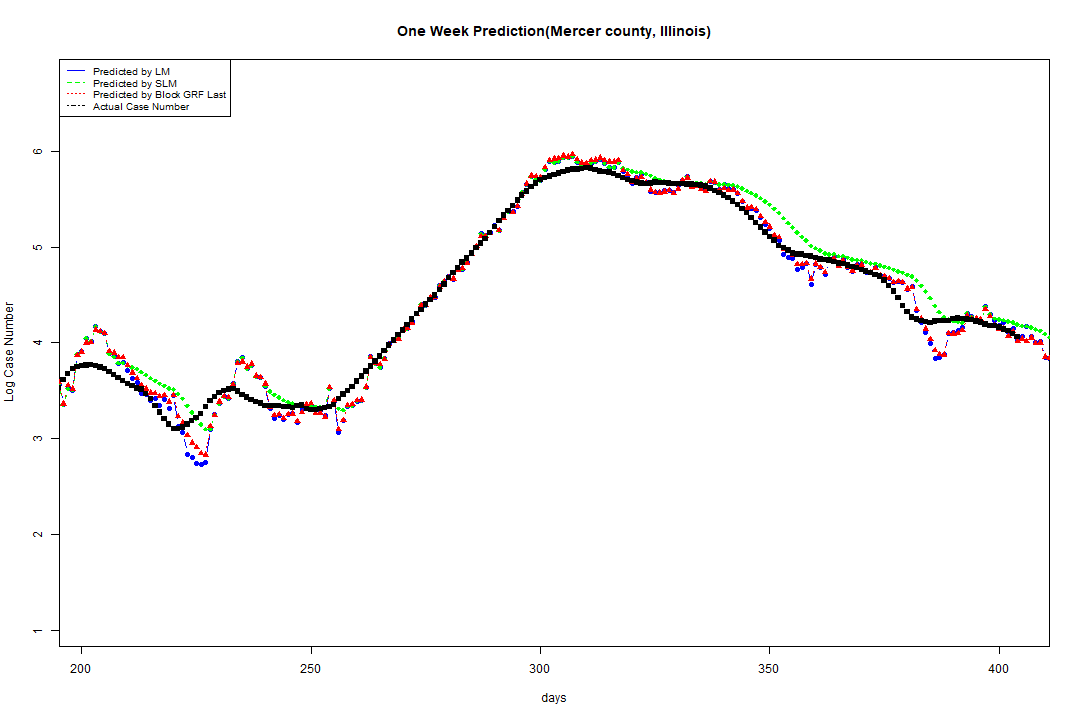 One Week Prediction(Mercer county, Illinois)
Predicted by LM
Predicted by SLM
Predicted by Block GRF Last
Actual Case Number
6
5
4
3
2
1
Log Case Number
200 250 300 350 400
days